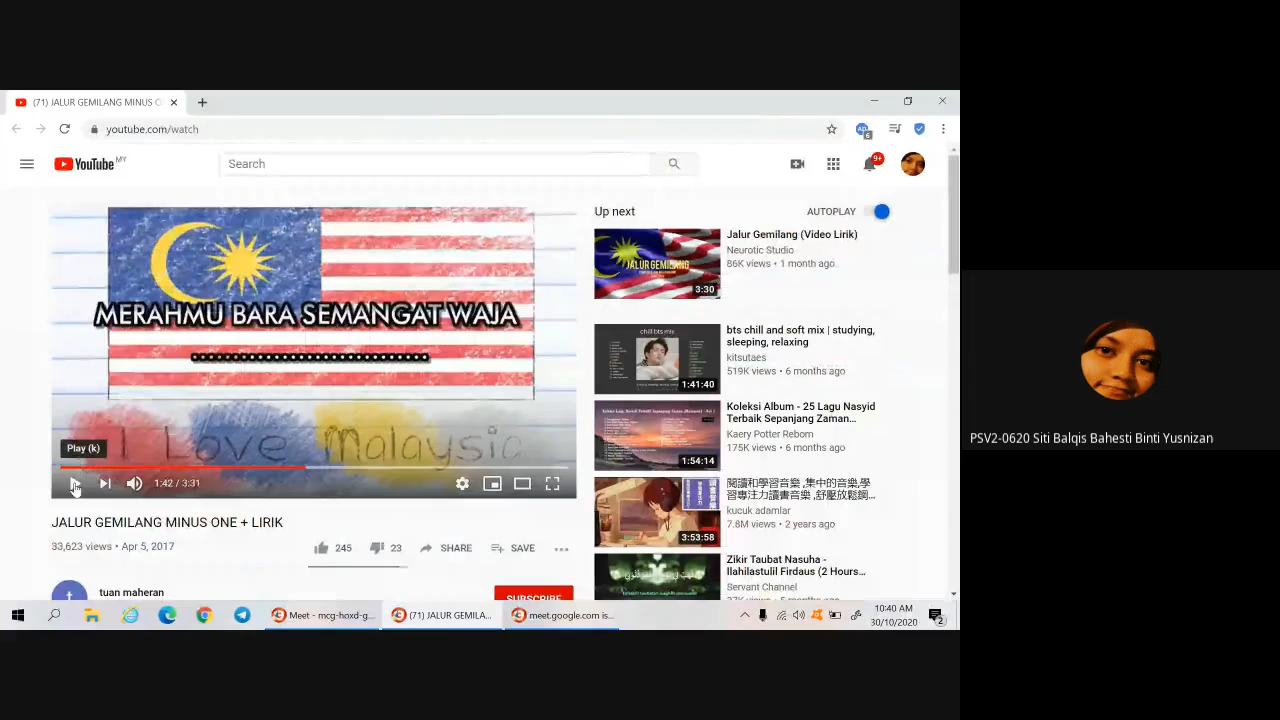 (71) JALUR GEMILANG MINUS O
youtube.com/watch
YouTube MY
Search
9+
MERAHMU BARA SEMANGAT WAJA
I love Malaysia
Play (k)
1:42 / 3:31
JALUR GEMILANG MINUS ONE + LIRIK
33,623 views • Apr 5, 2017
245
23
SHARE
SAVE
tuan maheran
SUBSCRIBE
Up next
AUTOPLAY
JALUR GEMILANG
3:30
Jalur Gemilang (Video Lirik)
Neurotic Studio
86K views • 1 month ago
chill bts mix
1:41:40
bts chill and soft mix | studying,
sleeping, relaxing
kitsutaes
519K views • 6 months ago
1:54:14
Koleksi Album - 25 Lagu Nasyid
Terbaik Sepanjang Zaman...
Kaery Potter Reborn
175K views • 6 months ago
3:53:58
閱讀和學習音樂 ,集中的音樂,學
習專注力讀書音樂 ,舒壓放鬆鋼...
kucuk adamlar
7.8M views • 2 years ago
Zikir Taubat Nasuha -
Ilahilastulil Firdaus (2 Hours...
Servant Channel
Meet - mcg-hoxd-g...
(71) JALUR GEMILA...
meet.google.com is...
10:40 AM
30/10/2020
2
PSV2-0620 Siti Balqis Bahesti Binti Yusnizan